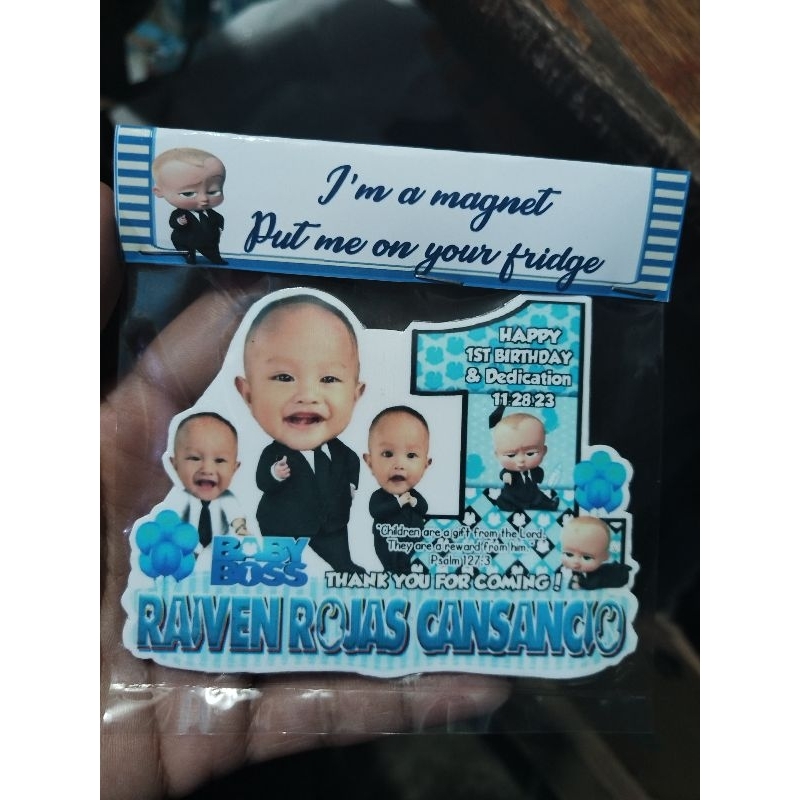 I'm a magnet
Put me on your fridge
HAPPY
1ST BIRTHDAY
& Dedication
11.28.23
"Children are a gift from the Lord;
They are a reward from him."
Psalm 127:3
BABY
BOSS
THANK YOU FOR COMING!
RAIVEN ROJAS CANSANCIO